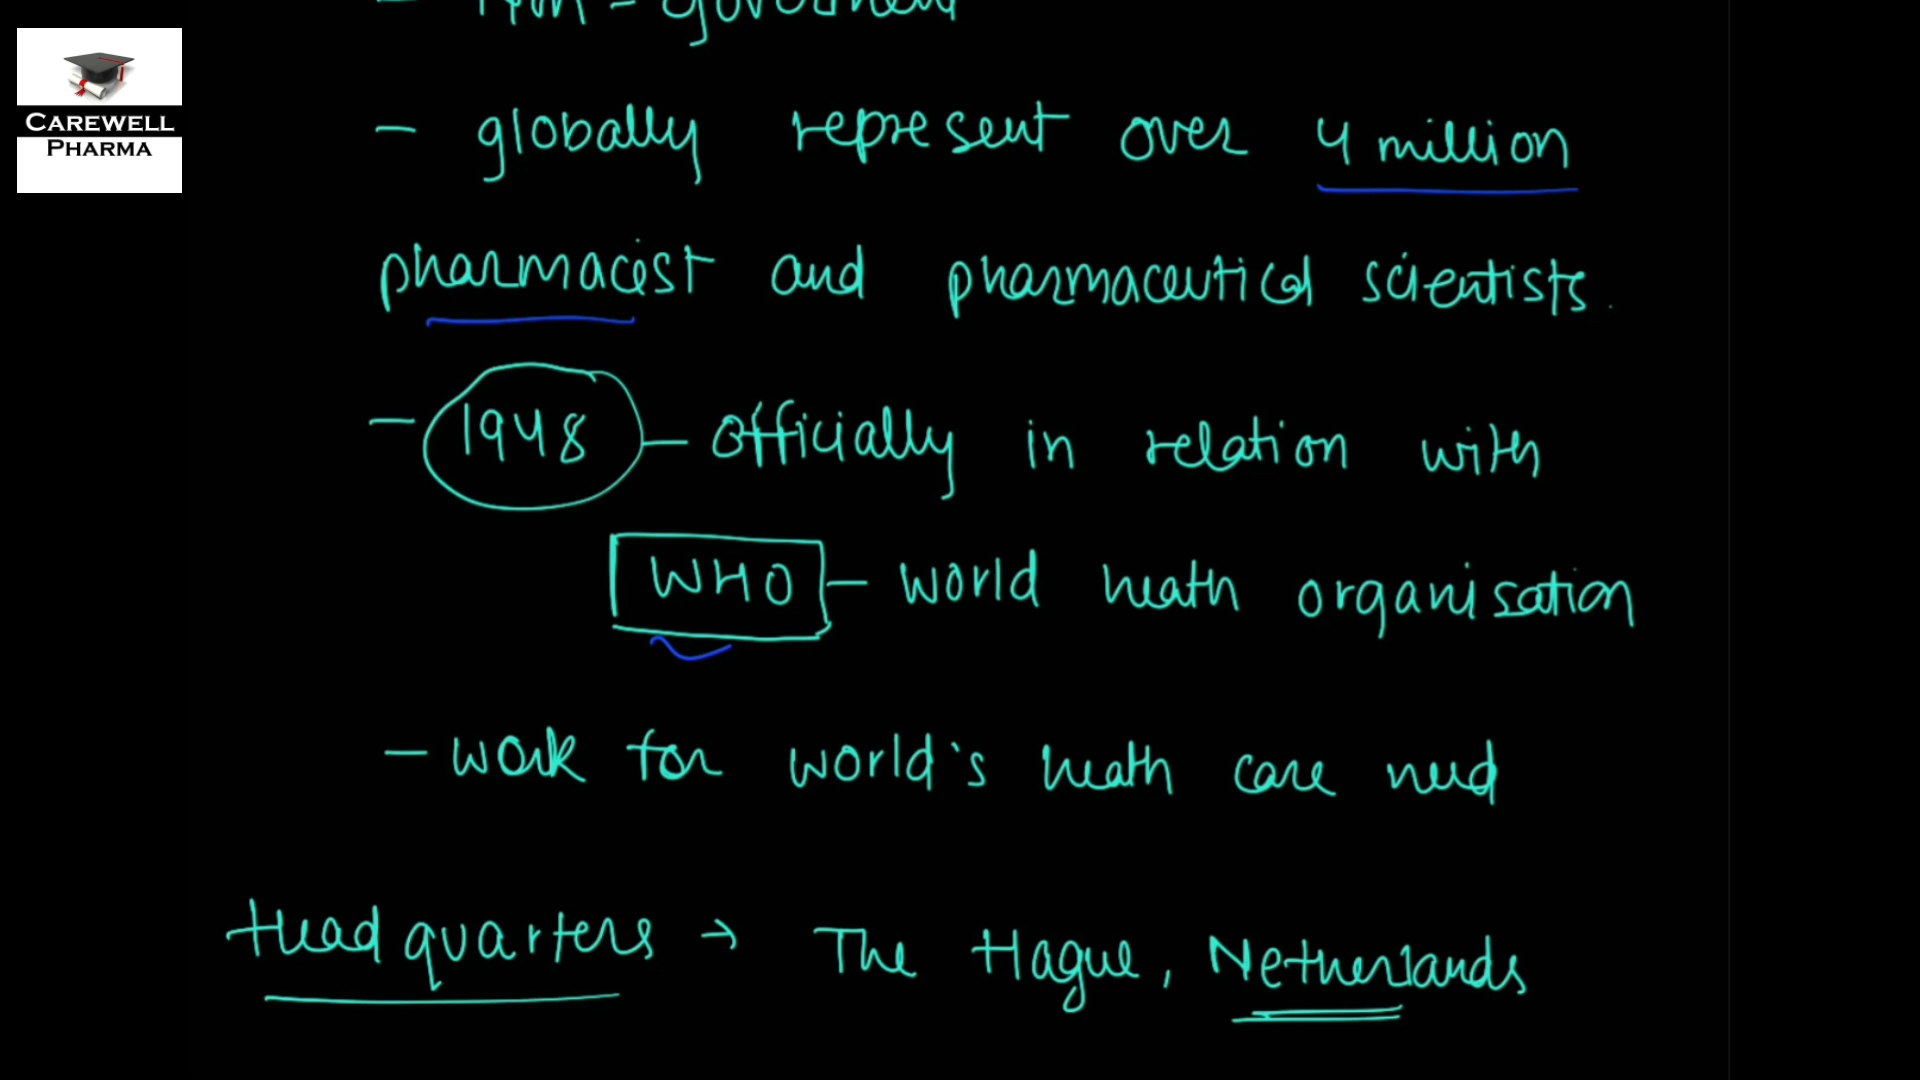 CAREWELL
PHARMA
- globally represent over 4 million
pharmacist and pharmaceutical scientists.
- 1948 - officially in relation with
WHO - world heath organisation
- work for world's heath care need
Headquarters → The Hague, Netherlands